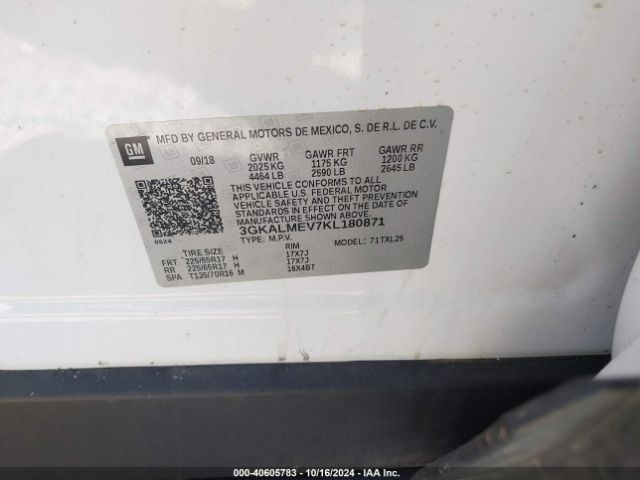 GM
MFD BY GENERAL MOTORS DE MEXICO, S. DE R.L. DE C.V.
09/18 GVWR GAWR FRT GAWR RR
2025 KG 1175 KG 1200 KG
4464 LB 2590 LB 2645 LB
THIS VEHICLE CONFORMS TO ALL
APPLICABLE U.S. FEDERAL MOTOR
VEHICLE SAFETY AND THEFT PREVENTION
STANDARDS IN EFFECT ON THE DATE OF
MANUFACTURE SHOWN ABOVE.
3GKALMEV7KL180871
TYPE: M.P.V. MODEL: 71TXL26
0624
TIRE SIZE RIM
FRT 225/65R17 H 17X7J
RR 225/65R17 H 17X7J
SPA T135/70R16 M 16X4BT
VEHICLE: 40605783 | 10/16/2024 | IAA Inc.